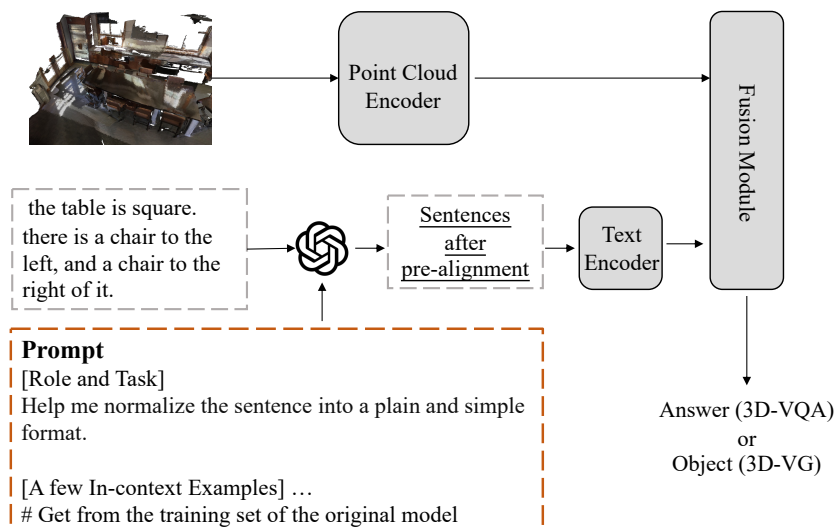 Point Cloud
Encoder
Fusion Module
the table is square.
there is a chair to the
left, and a chair to the
right of it.
Sentences
after
pre-alignment
Text
Encoder
Prompt
[Role and Task]
Help me normalize the sentence into a plain and simple
format.
[A few In-context Examples] …
# Get from the training set of the original model
Answer (3D-VQA)
or
Object (3D-VG)